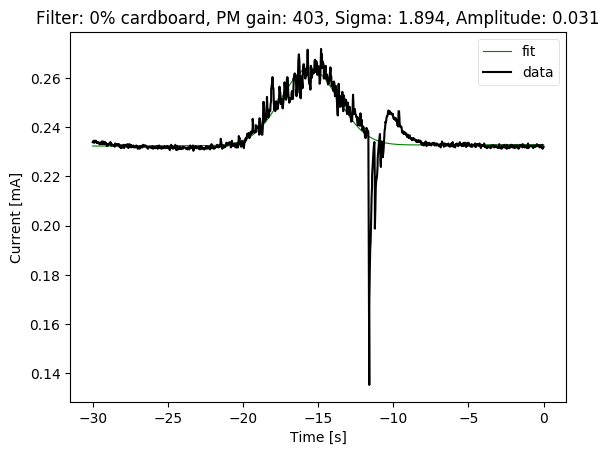 Filter: 0% cardboard, PM gain: 403, Sigma: 1.894, Amplitude: 0.031
fit
data
0.26
0.24
0.22
0.20
0.18
0.16
0.14
Current [mA]
−30 −25 −20 −15 −10 −5 0
Time [s]